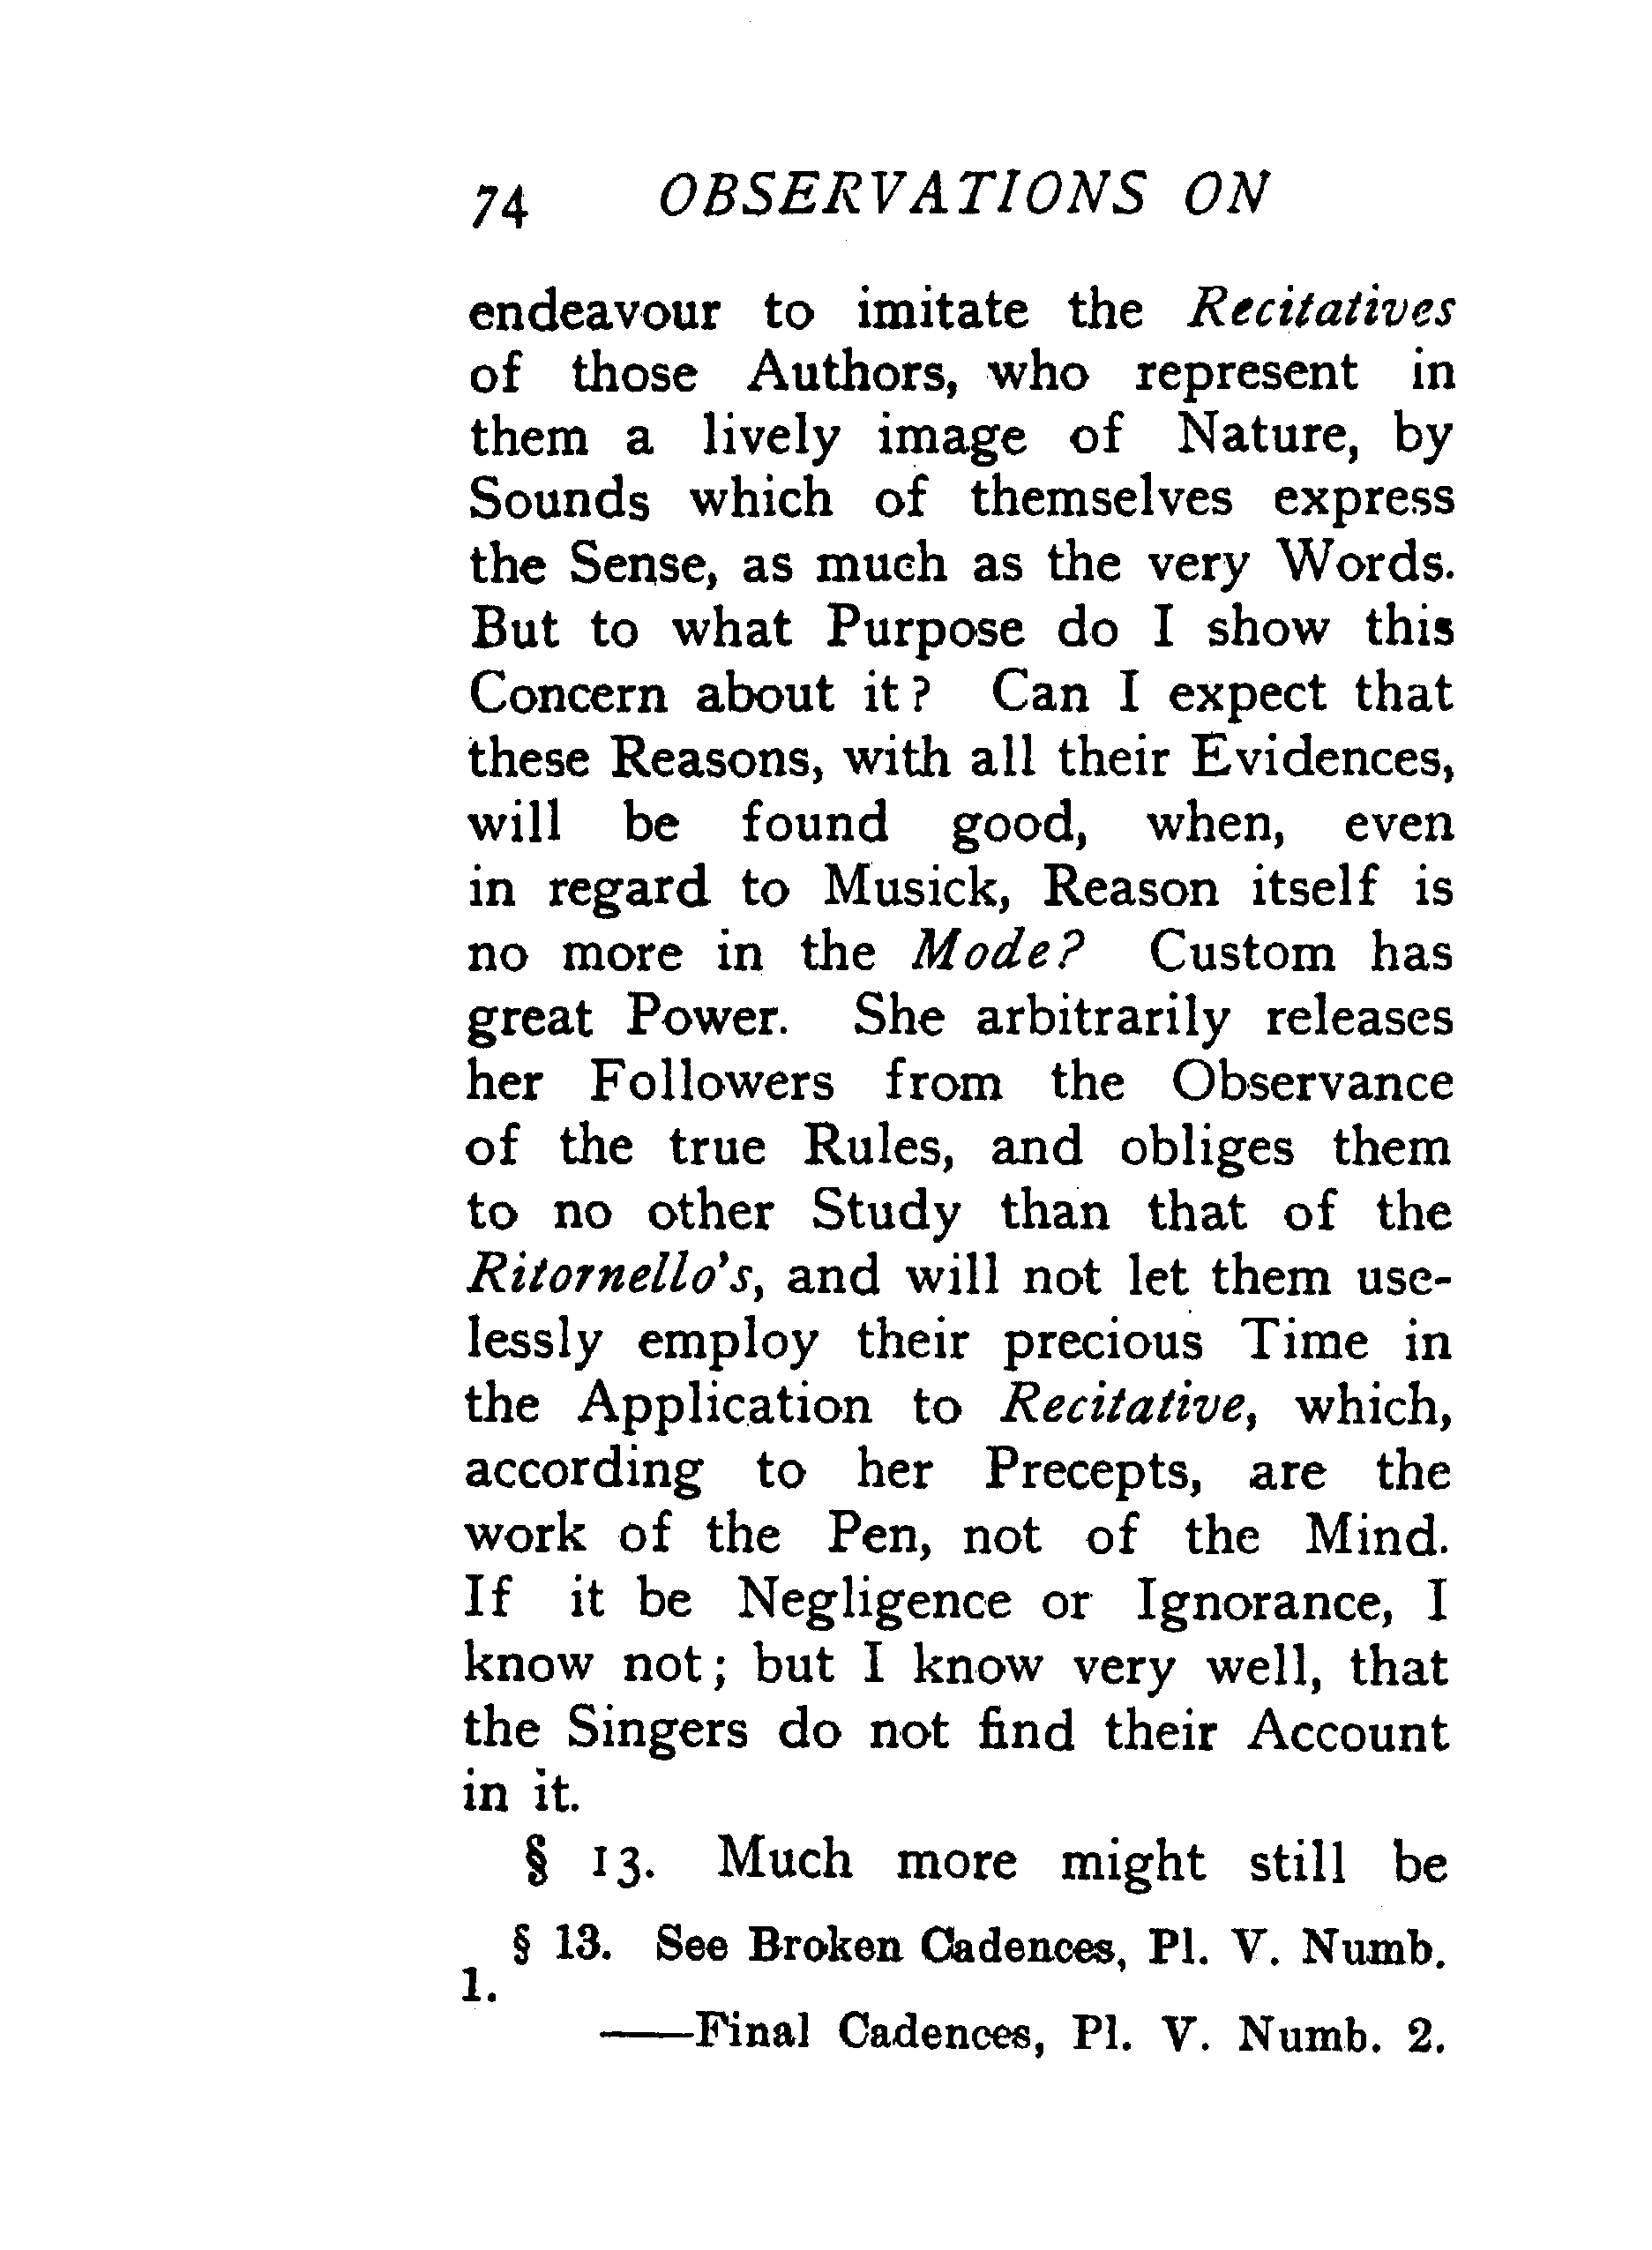 74 OBSERVATIONS ON
endeavour to imitate the Recitatives
of those Authors, who represent in
them a lively image of Nature, by
Sounds which of themselves express
the Sense, as much as the very Words.
But to what Purpose do I show this
Concern about it? Can I expect that
these Reasons, with all their Evidences,
will be found good, when, even
in regard to Musick, Reason itself is
no more in the Mode? Custom has
great Power. She arbitrarily releases
her Followers from the Observance
of the true Rules, and obliges them
to no other Study than that of the
Ritornello's, and will not let them use-
lessly employ their precious Time in
the Application to Recitative, which,
according to her Precepts, are the
work of the Pen, not of the Mind.
If it be Negligence or Ignorance, I
know not; but I know very well, that
the Singers do not find their Account
in it.
§ 13. Much more might still be
§ 13. See Broken Cadences, Pl. V. Numb.
1.
——Final Cadences, Pl. V. Numb. 2.